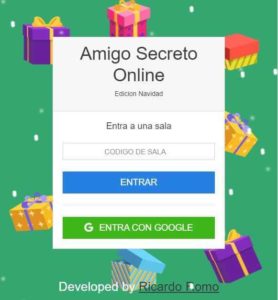 Amigo Secreto
Online
Edicion Navidad
Entra a una sala
CODIGO DE SALA
ENTRAR
G ENTRA CON GOOGLE
Developed by Ricardo Romo